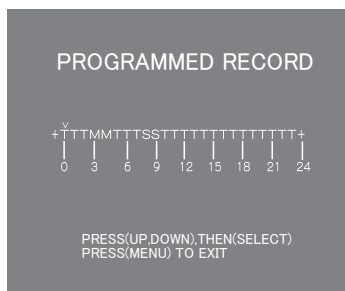 PROGRAMMED RECORD
v
+TTTMMTTTSSTTTTTTTTTTTTTT+
0 3 6 9 12 15 18 21 24
PRESS(UP,DOWN),THEN(SELECT)
PRESS(MENU) TO EXIT